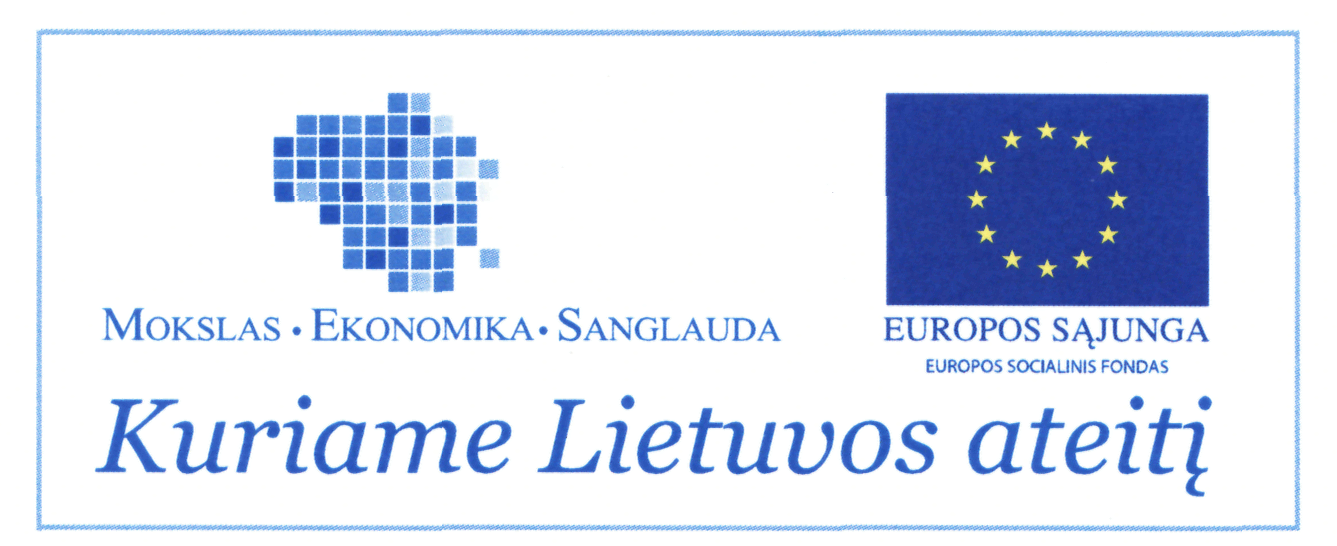 MOKSLAS • EKONOMIKA • SANGLAUDA
EUROPOS SĄJUNGA
EUROPOS SOCIALINIS FONDAS
Kuriame Lietuvos ateitį